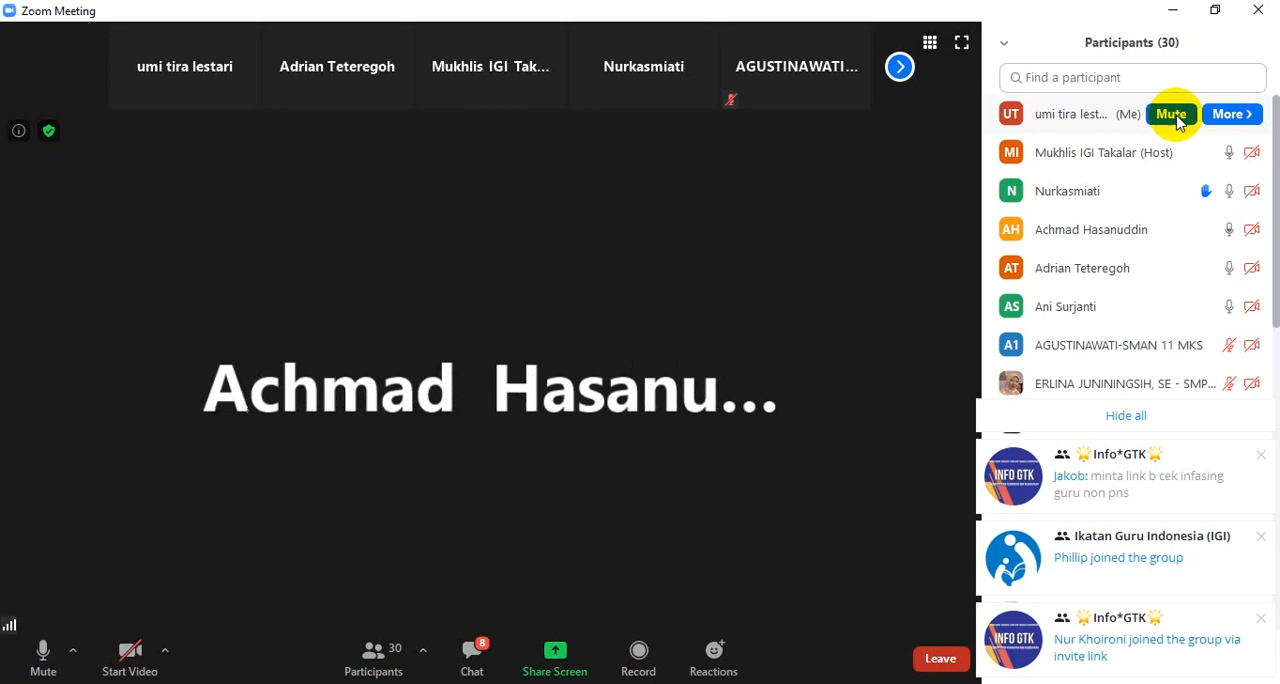 Zoom Meeting
umi tira lestari
Adrian Teteregoh
Mukhlis IGI Tak...
Nurkasmiati
AGUSTINAWATI...
Achmad Hasanu...
Participants (30)
Find a participant
UT umi tira lest... (Me) Mute More >
MI Mukhlis IGI Takalar (Host)
N Nurkasmiati
AH Achmad Hasanuddin
AT Adrian Teteregoh
AS Ani Surjanti
A1 AGUSTINAWATI-SMAN 11 MKS
ERLINA JUNININGSIH, SE - SMP...
Hide all
INFO GTK
🌟Info*GTK🌟
Jakob: minta link b cek infasing
guru non pns
Ikatan Guru Indonesia (IGI)
Phillip joined the group
INFO GTK
🌟Info*GTK🌟
Nur Khoironi joined the group via
invite link
Mute
Start Video
30
Participants
8
Chat
Share Screen
Record
Reactions
Leave